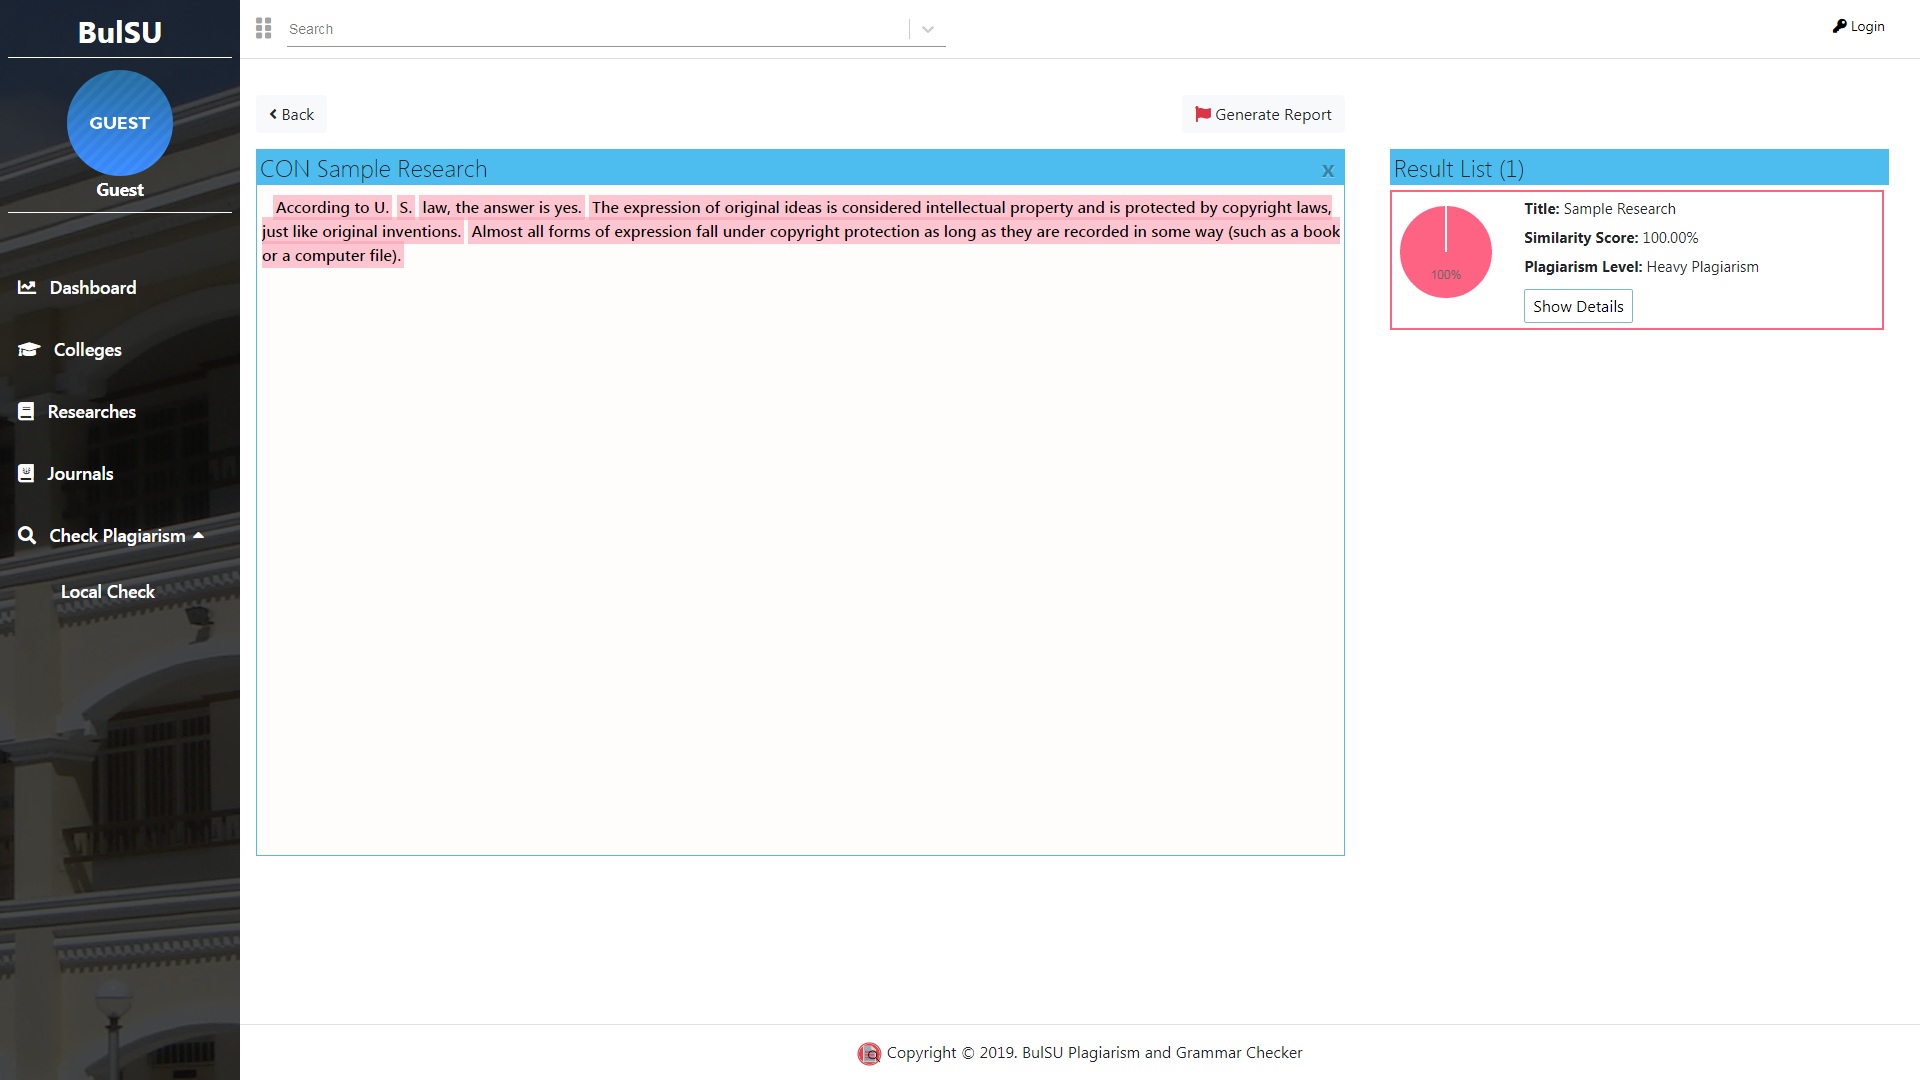 BulSU
GUEST
Guest
Dashboard
Colleges
Researches
Journals
Check Plagiarism
Local Check
Search
Login
Back
Generate Report
CON Sample Research
x
According to U. S. law, the answer is yes. The expression of original ideas is considered intellectual property and is protected by copyright laws,
just like original inventions. Almost all forms of expression fall under copyright protection as long as they are recorded in some way (such as a book
or a computer file).
Result List (1)
100%
Title: Sample Research
Similarity Score: 100.00%
Plagiarism Level: Heavy Plagiarism
Show Details
Copyright © 2019. BulSU Plagiarism and Grammar Checker